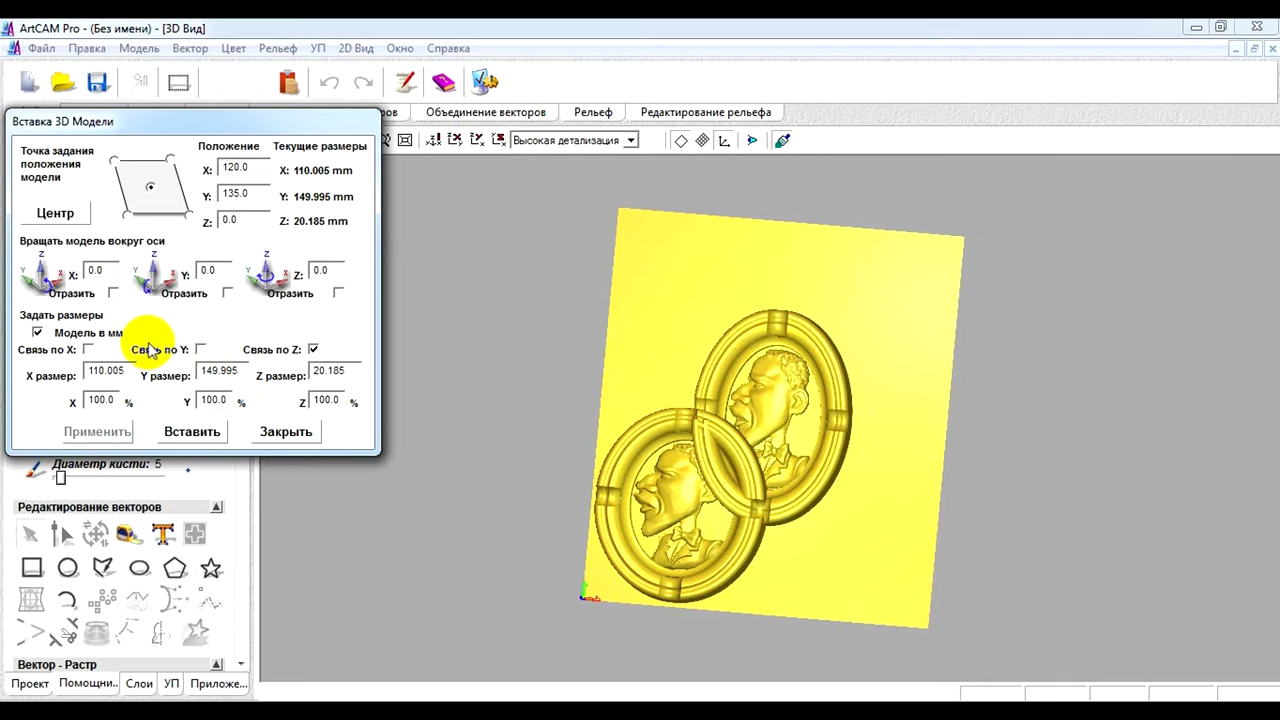 ArtCAM Pro - (Без имени) - [3D Вид]
Файл Правка Модель Вектор Цвет Рельеф УП 2D Вид Окно Справка
Вставка 3D Модели
Объединение векторов Рельеф Редактирование рельефа
Высокая детализация
Точка задания положения модели
Положение Текущие размеры
X: 120.0 X: 110.005 mm
Y: 135.0 Y: 149.995 mm
Z: 0.0 Z: 20.185 mm
Центр
Вращать модель вокруг оси
X: 0.0 Y: 0.0 Z: 0.0
Отразить Отразить Отразить
Задать размеры
Модель в мм
Связь по X: Связь по Y: Связь по Z:
X размер: 110.005 Y размер: 149.995 Z размер: 20.185
X 100.0 % Y 100.0 % Z 100.0 %
Применить Вставить Закрыть
Диаметр кисти: 5
Редактирование векторов
Вектор - Растр
Проект Помощни... Слои УП Приложе...